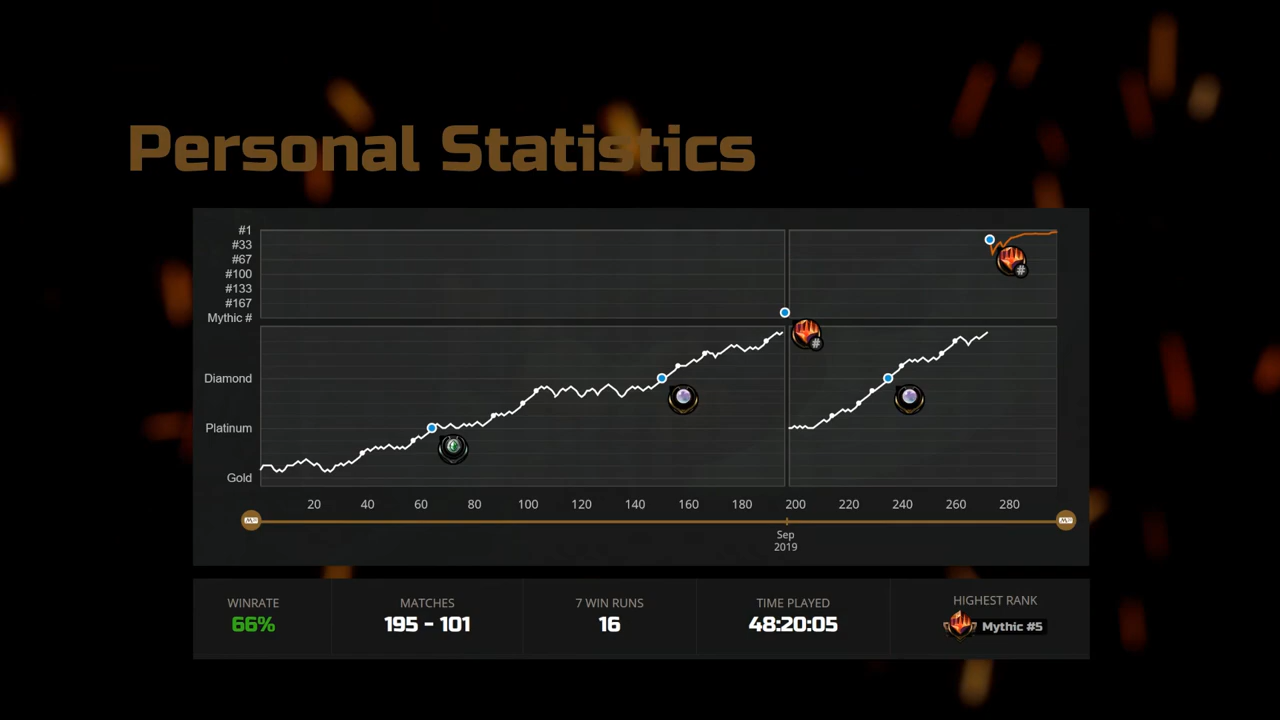 Personal Statistics
#1
#33
#67
#100
#133
#167
Mythic #
Diamond
Platinum
Gold
20 40 60 80 100 120 140 160 180 200 220 240 260 280
Sep
2019
WINRATE MATCHES 7 WIN RUNS TIME PLAYED HIGHEST RANK
66% 195 - 101 16 48:20:05 Mythic #5